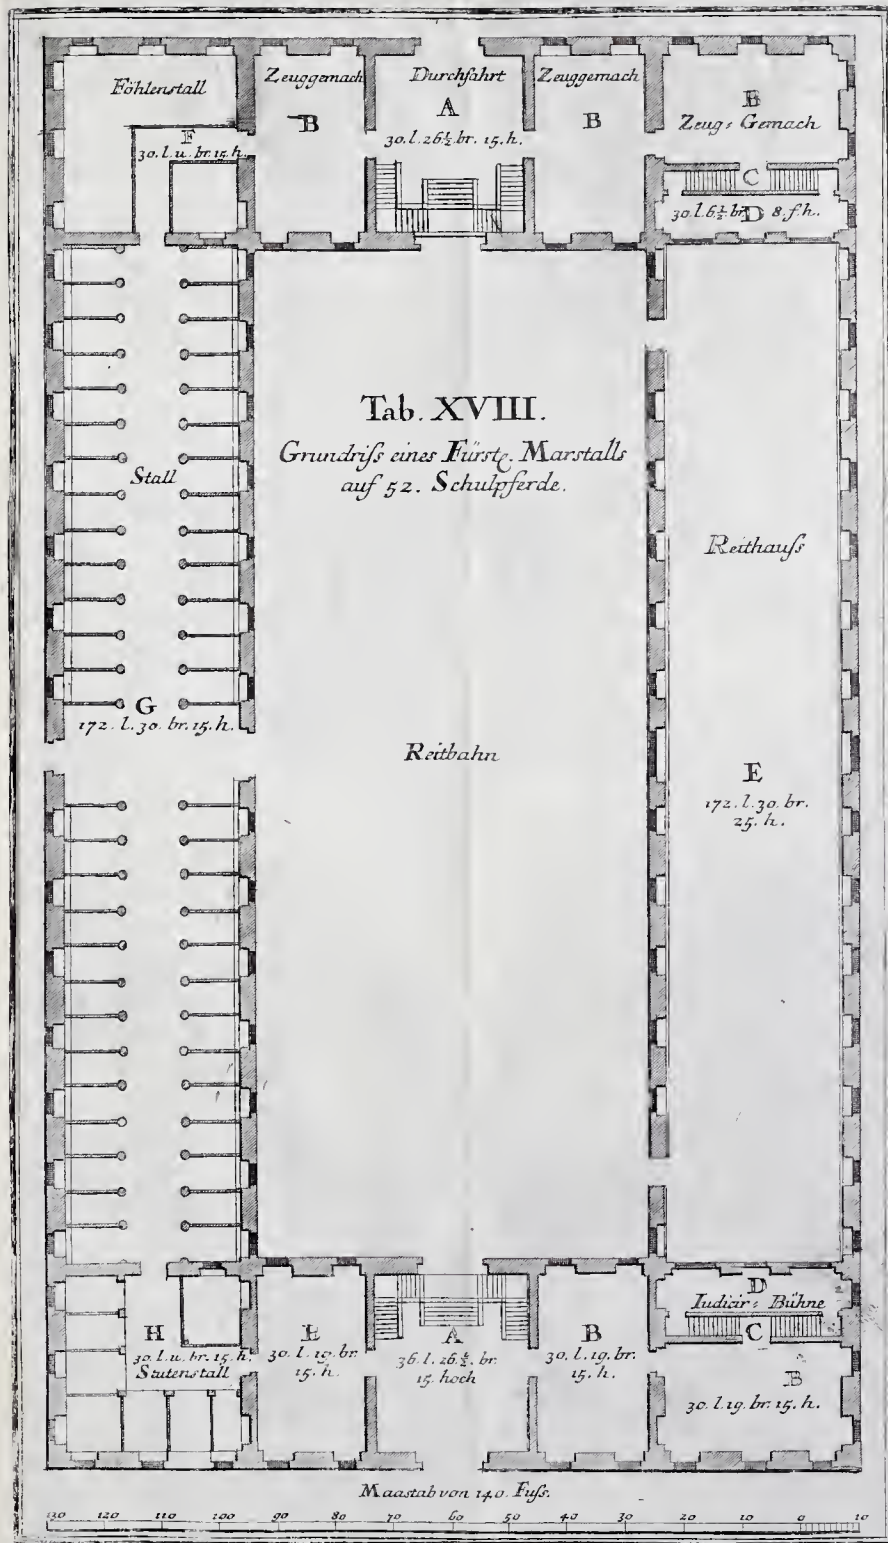 Föhlenstall
F
30. l. u. br. 15. h.
Zeuggemach
B
Durchfahrt
A
30. l. 26½. br. 15. h.
Zeuggemach
B
B
Zeug: Gemach
C
30 l. 6½ br. D 8. f. h.
Tab. XVIII.
Grundriſs eines Fürstl. Marstalls
auf 52. Schulpferde.
Stall
G
172. l. 30. br. 15. h.
Reitbahn
Reithauſs
E
172. l. 30. br.
25. h.
H
30. l. u. br. 15. h.
Stutenstall
E
30. l. 19. br.
15. h.
A
36. l. 26½. br.
15. hoch
B
30. l. 19. br.
15. h.
D
Iudicir: Bühne
C
B
30. l. 19. br. 15. h.
Maastab von 140. Fuſs.
130 120 110 100 90 80 70 60 50 40 30 20 10 0 10